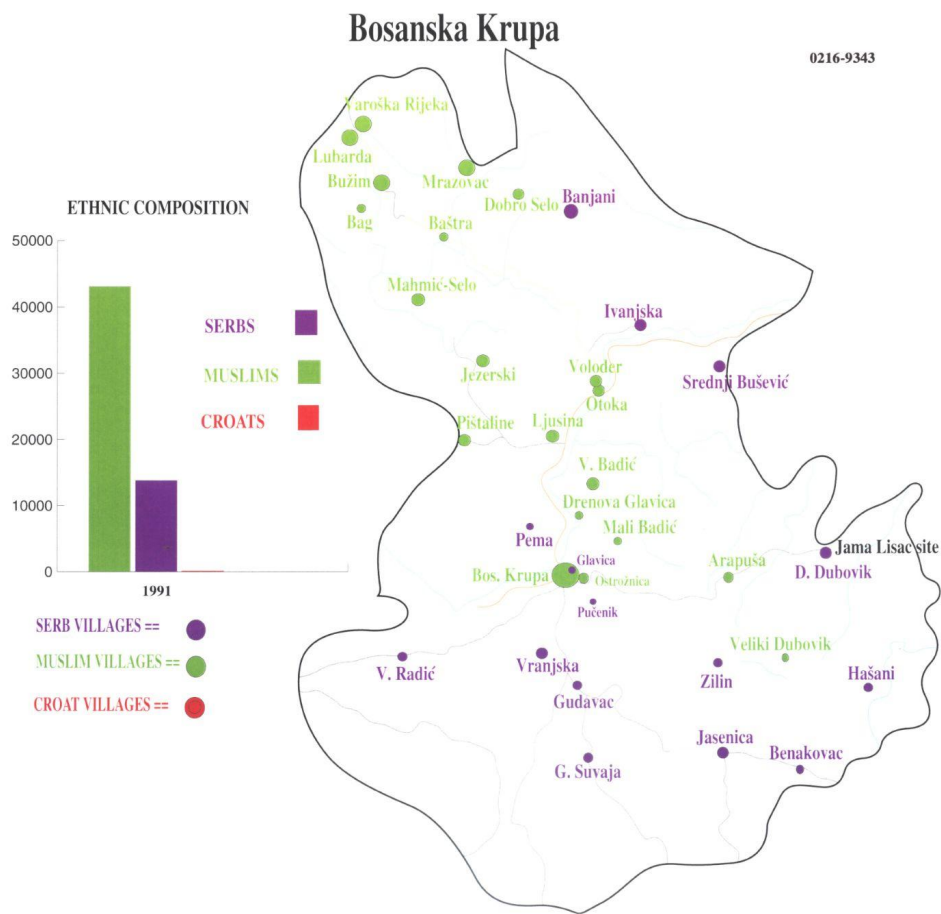 Bosanska Krupa
0216-9343
Varoška Rijeka
Lubarda
Bužim
Mrazovac
Dobro Selo
Banjani
ETHNIC COMPOSITION
Bag
Baštra
50000
40000
30000
20000
10000
0
1991
Mahmić-Selo
SERBS
MUSLIMS
CROATS
Ivanjska
Jezerski
Voloder
Otoka
Srednji Bušević
Pištaline
Ljusina
V. Badić
Drenova Glavica
Mali Badić
Pema
Glavica
Bos. Krupa
Ostrožnica
Arapuša
Jama Lisac site
D. Dubovik
Pučenik
SERB VILLAGES ==
MUSLIM VILLAGES ==
CROAT VILLAGES ==
V. Radić
Vranjska
Gudavac
Veliki Dubovik
Zilin
Hašani
G. Suvaja
Jasenica
Benakovac